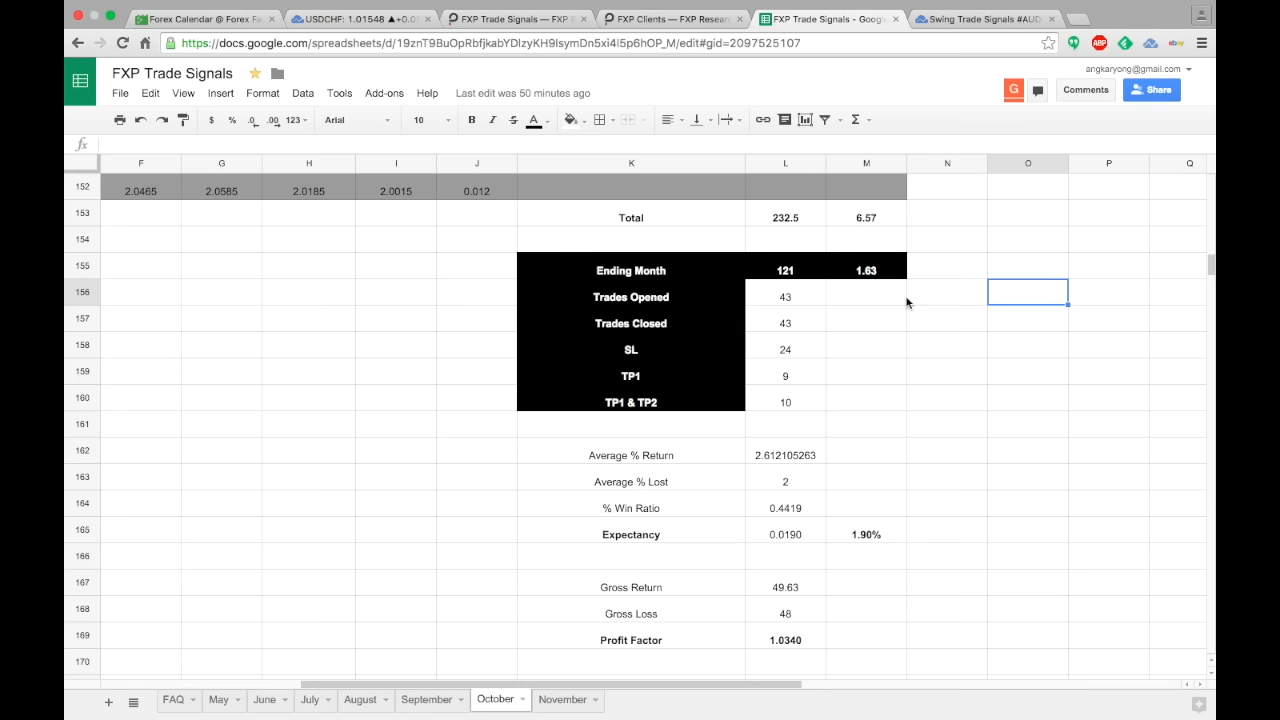 Forex Calendar @ Forex Fa
USDCHF: 1.01548 ▲+0.0
FXP Trade Signals — FXP
FXP Clients — FXP Resear
FXP Trade Signals - Googl
Swing Trade Signals #AUD
https://docs.google.com/spreadsheets/d/
FXP Trade Signals
angkaryong@gmail.com
File Edit View Insert Format Data Tools Add-ons Help Last edit was 50 minutes ago
G Comments Share
$ % .0 .00 123 Arial 10 B I S A Σ
fx
F G H I J K L M N O P Q
152 2.0465 2.0585 2.0185 2.0015 0.012
153 Total 232.5 6.57
154
155 Ending Month 121 1.63
156 Trades Opened 43
157 Trades Closed 43
158 SL 24
159 TP1 9
160 TP1 & TP2 10
161
162 Average % Return 2.612105263
163 Average % Lost 2
164 % Win Ratio 0.4419
165 Expectancy 0.0190 1.90%
166
167 Gross Return 49.63
168 Gross Loss 48
169 Profit Factor 1.0340
170
FAQ May June July August September October November